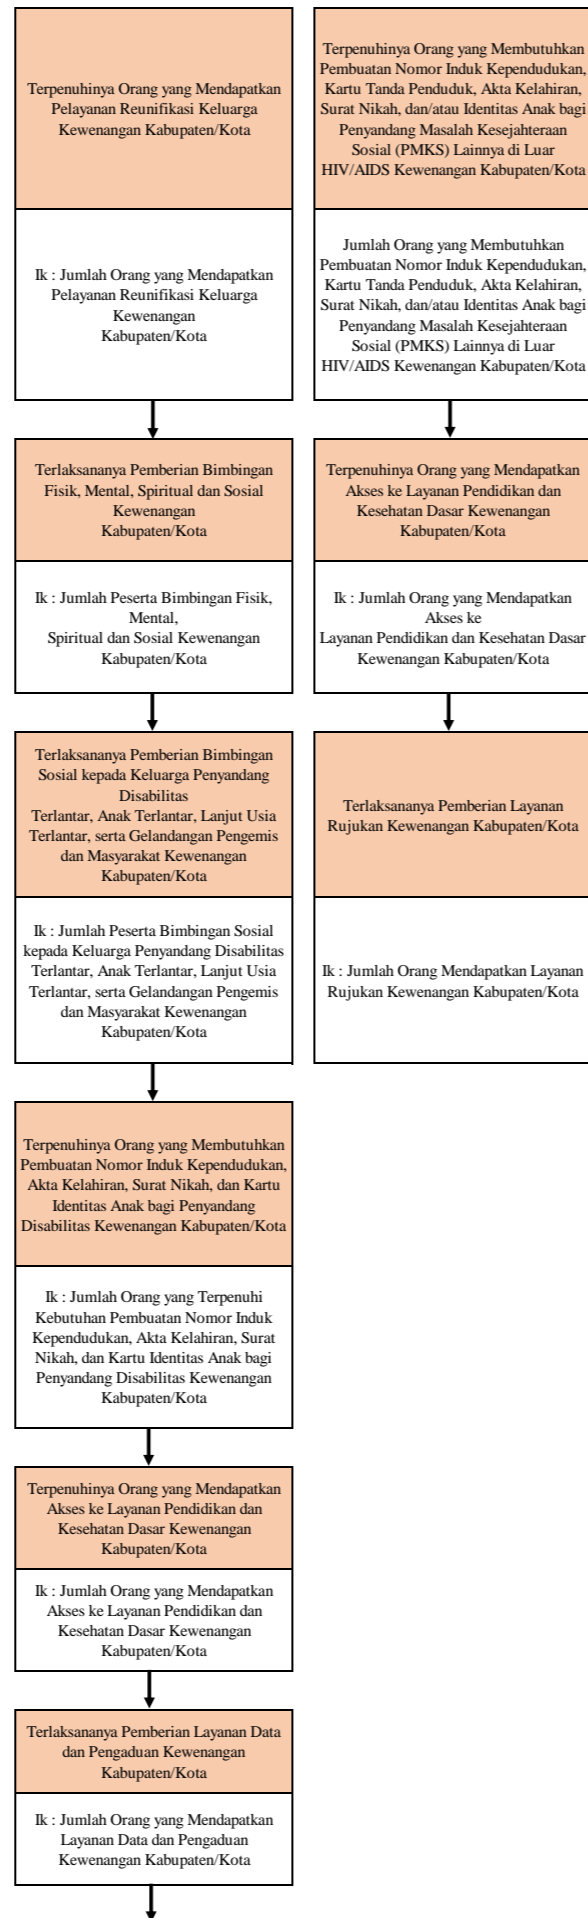 Terpenuhinya Orang yang Mendapatkan
Pelayanan Reunifikasi Keluarga
Kewenangan Kabupaten/Kota
Ik : Jumlah Orang yang Mendapatkan
Pelayanan Reunifikasi Keluarga
Kewenangan
Kabupaten/Kota
Terlaksananya Pemberian Bimbingan
Fisik, Mental, Spiritual dan Sosial
Kewenangan
Kabupaten/Kota
Ik : Jumlah Peserta Bimbingan Fisik,
Mental,
Spiritual dan Sosial Kewenangan
Kabupaten/Kota
Terlaksananya Pemberian Bimbingan
Sosial kepada Keluarga Penyandang
Disabilitas
Terlantar, Anak Terlantar, Lanjut Usia
Terlantar, serta Gelandangan Pengemis
dan Masyarakat Kewenangan
Kabupaten/Kota
Ik : Jumlah Peserta Bimbingan Sosial
kepada Keluarga Penyandang Disabilitas
Terlantar, Anak Terlantar, Lanjut Usia
Terlantar, serta Gelandangan Pengemis
dan Masyarakat Kewenangan
Kabupaten/Kota
Terpenuhinya Orang yang Membutuhkan
Pembuatan Nomor Induk Kependudukan,
Akta Kelahiran, Surat Nikah, dan Kartu
Identitas Anak bagi Penyandang
Disabilitas Kewenangan Kabupaten/Kota
Ik : Jumlah Orang yang Terpenuhi
Kebutuhan Pembuatan Nomor Induk
Kependudukan, Akta Kelahiran, Surat
Nikah, dan Kartu Identitas Anak bagi
Penyandang Disabilitas Kewenangan
Kabupaten/Kota
Terpenuhinya Orang yang Mendapatkan
Akses ke Layanan Pendidikan dan
Kesehatan Dasar Kewenangan
Kabupaten/Kota
Ik : Jumlah Orang yang Mendapatkan
Akses ke Layanan Pendidikan dan
Kesehatan Dasar Kewenangan
Kabupaten/Kota
Terlaksananya Pemberian Layanan Data
dan Pengaduan Kewenangan
Kabupaten/Kota
Ik : Jumlah Orang yang Mendapatkan
Layanan Data dan Pengaduan
Kewenangan Kabupaten/Kota
Terpenuhinya Orang yang Membutuhkan
Pembuatan Nomor Induk Kependudukan,
Kartu Tanda Penduduk, Akta Kelahiran,
Surat Nikah, dan/atau Identitas Anak bagi
Penyandang Masalah Kesejahteraan
Sosial (PMKS) Lainnya di Luar
HIV/AIDS Kewenangan Kabupaten/Kota
Jumlah Orang yang Membutuhkan
Pembuatan Nomor Induk Kependudukan,
Kartu Tanda Penduduk, Akta Kelahiran,
Surat Nikah, dan/atau Identitas Anak bagi
Penyandang Masalah Kesejahteraan
Sosial (PMKS) Lainnya di Luar
HIV/AIDS Kewenangan Kabupaten/Kota
Terpenuhinya Orang yang Mendapatkan
Akses ke Layanan Pendidikan dan
Kesehatan Dasar Kewenangan
Kabupaten/Kota
Ik : Jumlah Orang yang Mendapatkan
Akses ke
Layanan Pendidikan dan Kesehatan Dasar
Kewenangan Kabupaten/Kota
Terlaksananya Pemberian Layanan
Rujukan Kewenangan Kabupaten/Kota
Ik : Jumlah Orang Mendapatkan Layanan
Rujukan Kewenangan Kabupaten/Kota